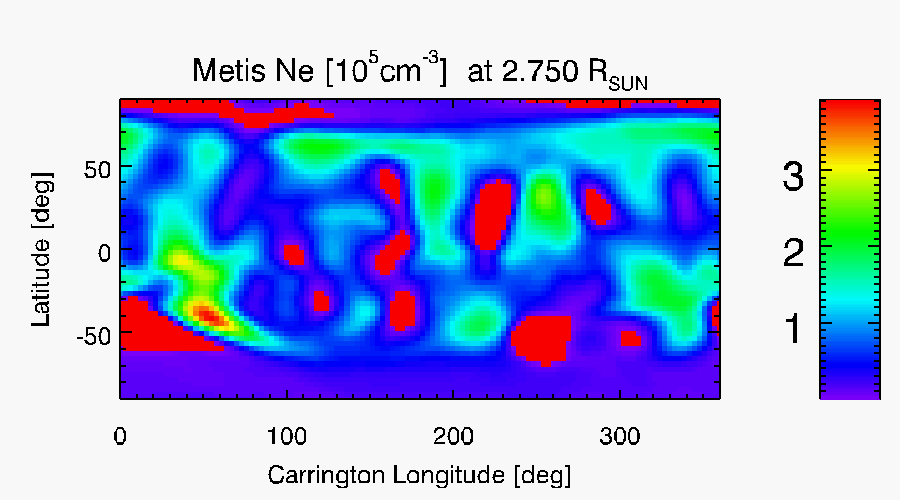 Metis Ne [10⁵cm⁻³] at 2.750 R_SUN
50
0
-50
Latitude [deg]
0 100 200 300
Carrington Longitude [deg]
3
2
1